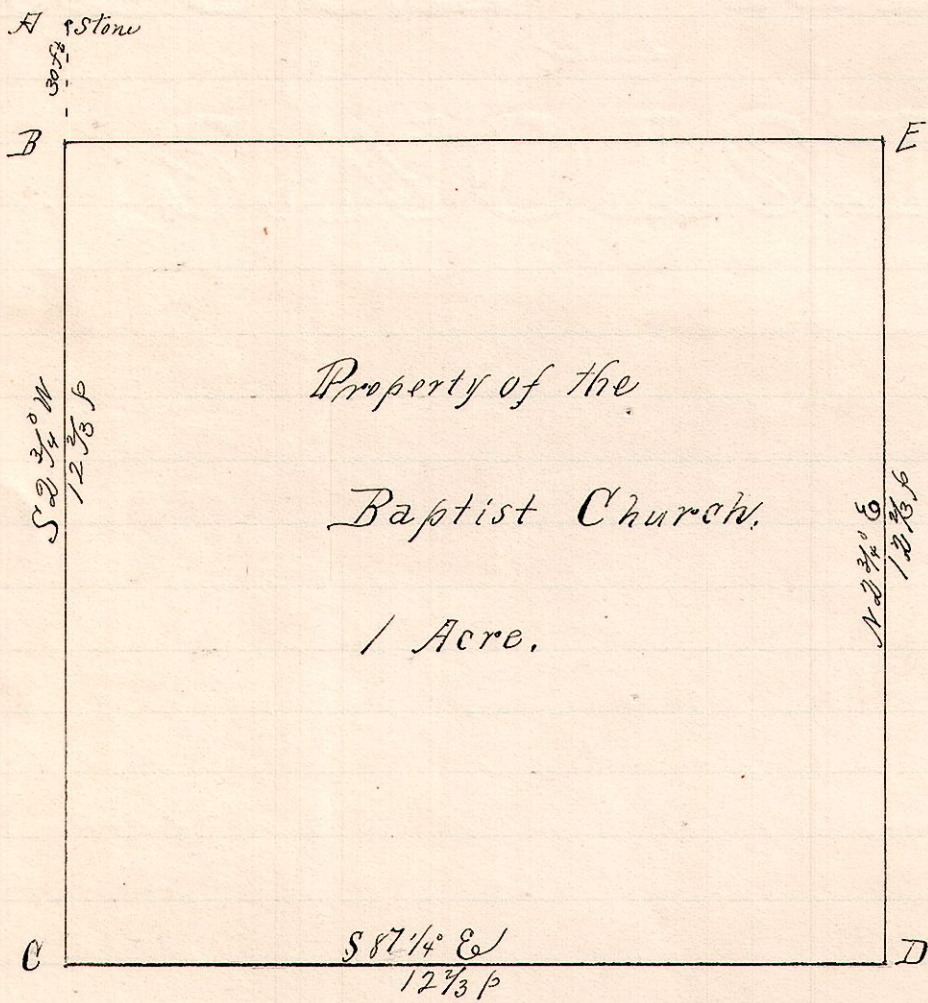 A Stone
30 ft
B E
Property of the
Baptist Church.
1 Acre.
S 2 3/4° W
12 2/3 p
N 2 3/4° E
12 2/3 p
S 87 1/4° E
C D
12 2/3 p